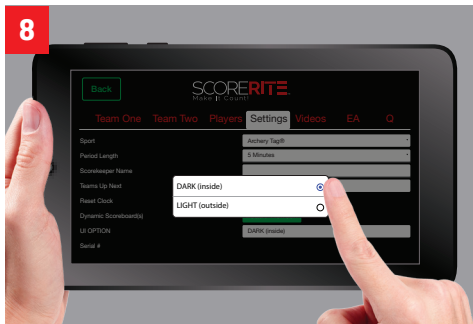 8
Back
SCORERITE
Make It Count!
Team One Team Two Players Settings Videos EA Q
Sport Archery Tag®
Period Length 5 Minutes
Scorekeeper Name
Teams Up Next
DARK (inside)
Reset Clock
LIGHT (outside)
Dynamic Scoreboard(s)
UI OPTION DARK (inside)
Serial #